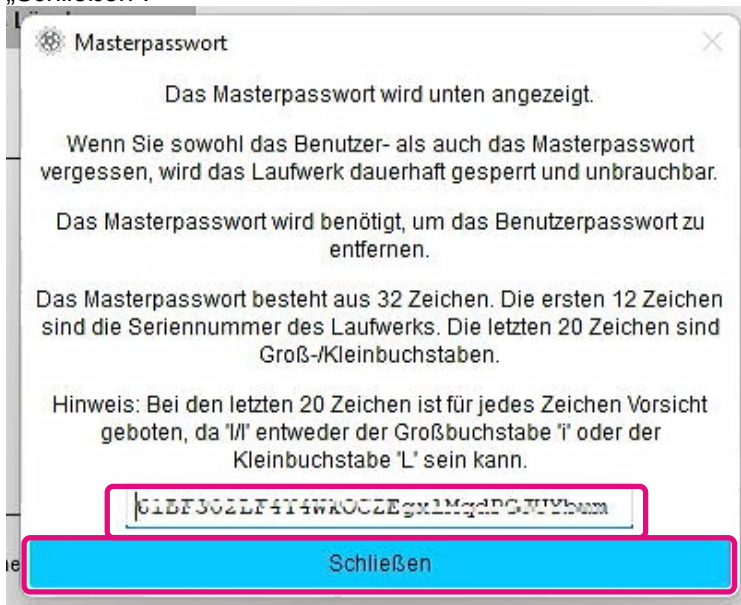 Masterpasswort
Das Masterpasswort wird unten angezeigt.
Wenn Sie sowohl das Benutzer- als auch das Masterpasswort
vergessen, wird das Laufwerk dauerhaft gesperrt und unbrauchbar.
Das Masterpasswort wird benötigt, um das Benutzerpasswort zu
entfernen.
Das Masterpasswort besteht aus 32 Zeichen. Die ersten 12 Zeichen
sind die Seriennummer des Laufwerks. Die letzten 20 Zeichen sind
Groß-/Kleinbuchstaben.
Hinweis: Bei den letzten 20 Zeichen ist für jedes Zeichen Vorsicht
geboten, da 'I/l' entweder der Großbuchstabe 'i' oder der
Kleinbuchstabe 'L' sein kann.
Schließen